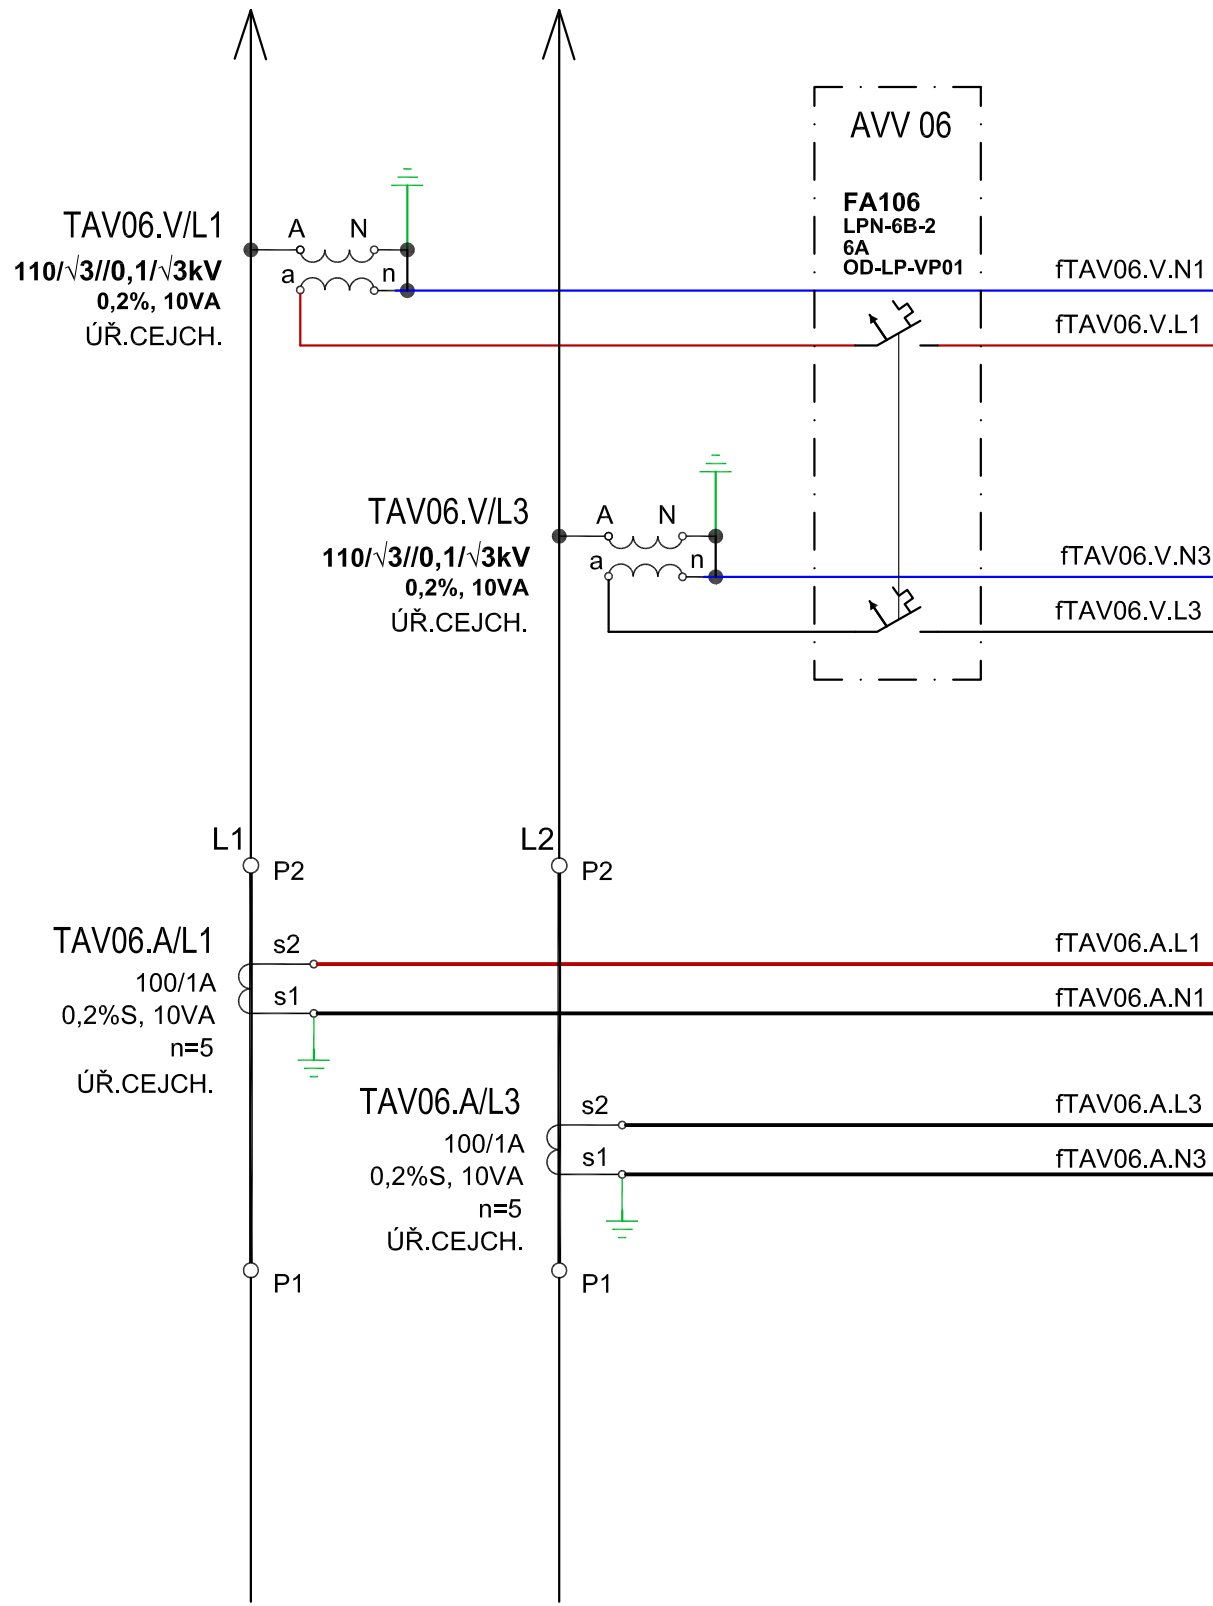 AVV 06
FA106
LPN-6B-2
6A
OD-LP-VP01
TAV06.V/L1
110/√3//0,1/√3kV
0,2%, 10VA
ÚŘ.CEJCH.
A N
a n
fTAV06.V.N1
fTAV06.V.L1
TAV06.V/L3
110/√3//0,1/√3kV
0,2%, 10VA
ÚŘ.CEJCH.
A N
a n
fTAV06.V.N3
fTAV06.V.L3
L1
P2
L2
P2
TAV06.A/L1
100/1A
0,2%S, 10VA
n=5
ÚŘ.CEJCH.
s2
s1
fTAV06.A.L1
fTAV06.A.N1
TAV06.A/L3
100/1A
0,2%S, 10VA
n=5
ÚŘ.CEJCH.
s2
s1
fTAV06.A.L3
fTAV06.A.N3
P1
P1